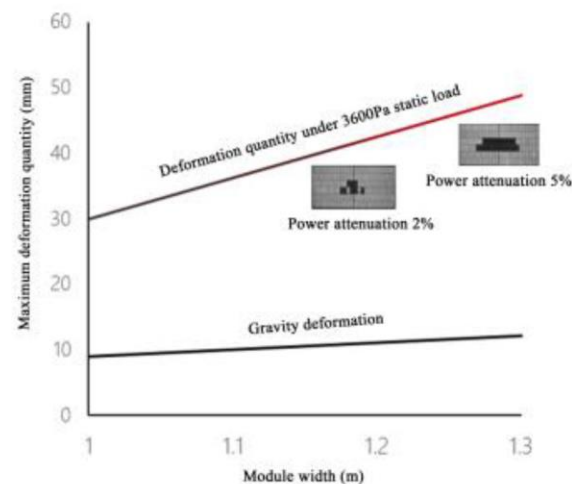 60
50
40
30
20
10
0
Maximum deformation quantity (mm)
Deformation quantity under 3600Pa static load
Power attenuation 5%
Power attenuation 2%
Gravity deformation
1
1.1
1.2
1.3
Module width (m)